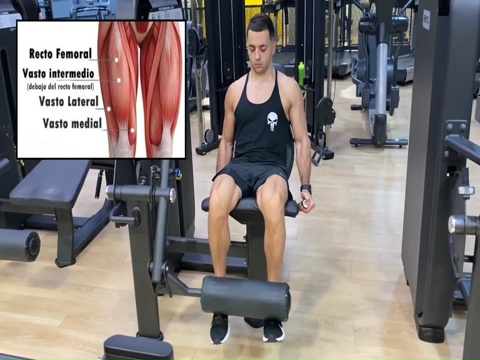 Recto Femoral
Vasto intermedio
(debajo del recto femoral)
Vasto Lateral
Vasto medial